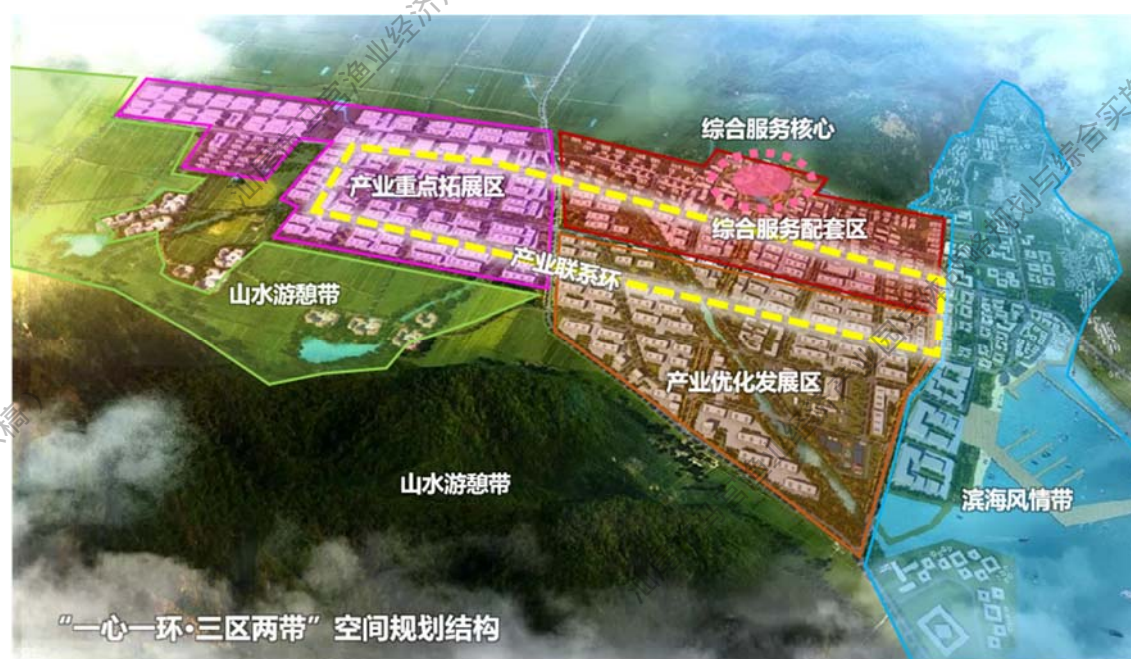 综合服务核心
产业重点拓展区
综合服务配套区
产业联系环
山水游憩带
产业优化发展区
山水游憩带
滨海风情带
“一心一环·三区两带”空间规划结构